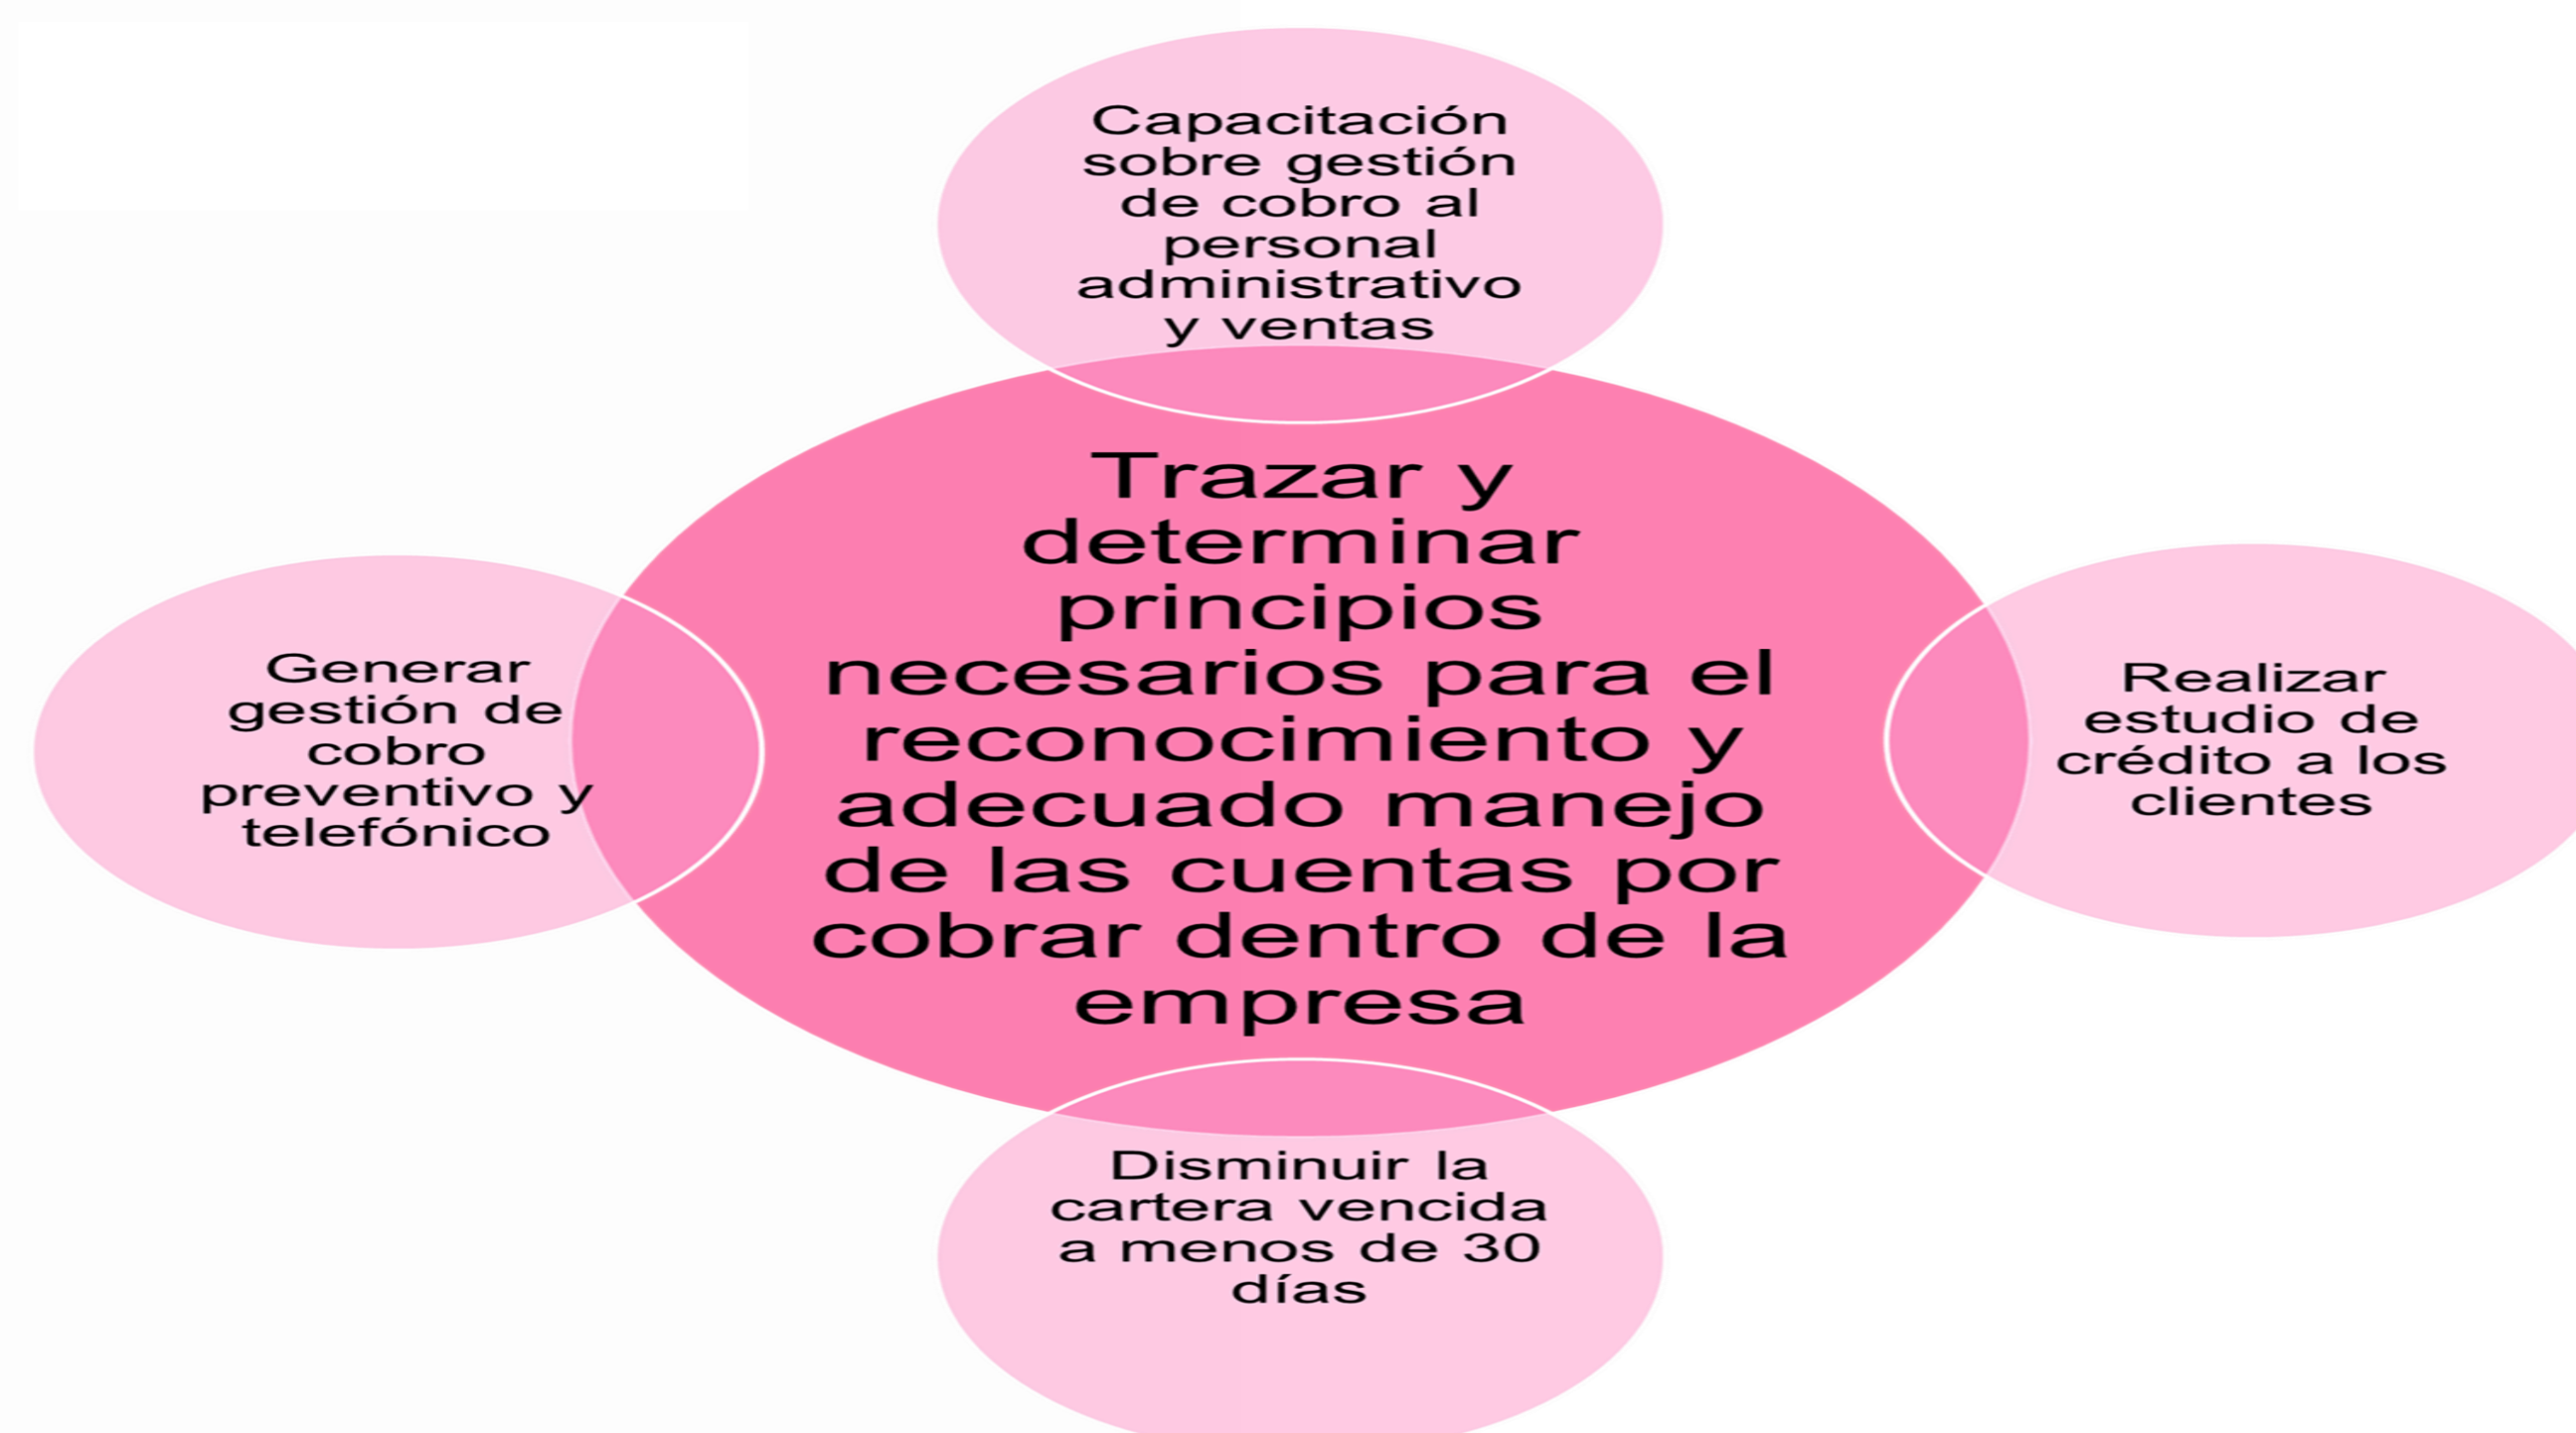 Capacitación
sobre gestión
de cobro al
personal
administrativo
y ventas
Trazar y
determinar
principios
necesarios para el
reconocimiento y
adecuado manejo
de las cuentas por
cobrar dentro de la
empresa
Generar
gestión de
cobro
preventivo y
telefónico
Realizar
estudio de
crédito a los
clientes
Disminuir la
cartera vencida
a menos de 30
días